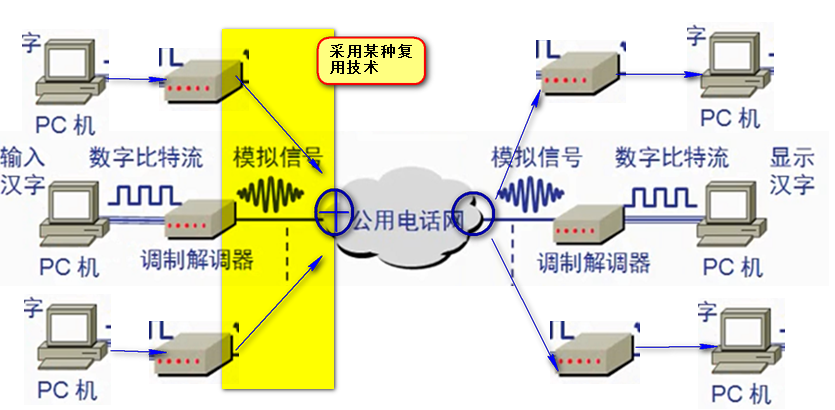 字
采用某种复
用技术
字
PC 机
PC 机
输入
汉字
数字比特流
模拟信号
模拟信号
数字比特流
显示
汉字
公用电话网
PC 机
调制解调器
调制解调器
PC 机
字
字
PC 机
PC 机